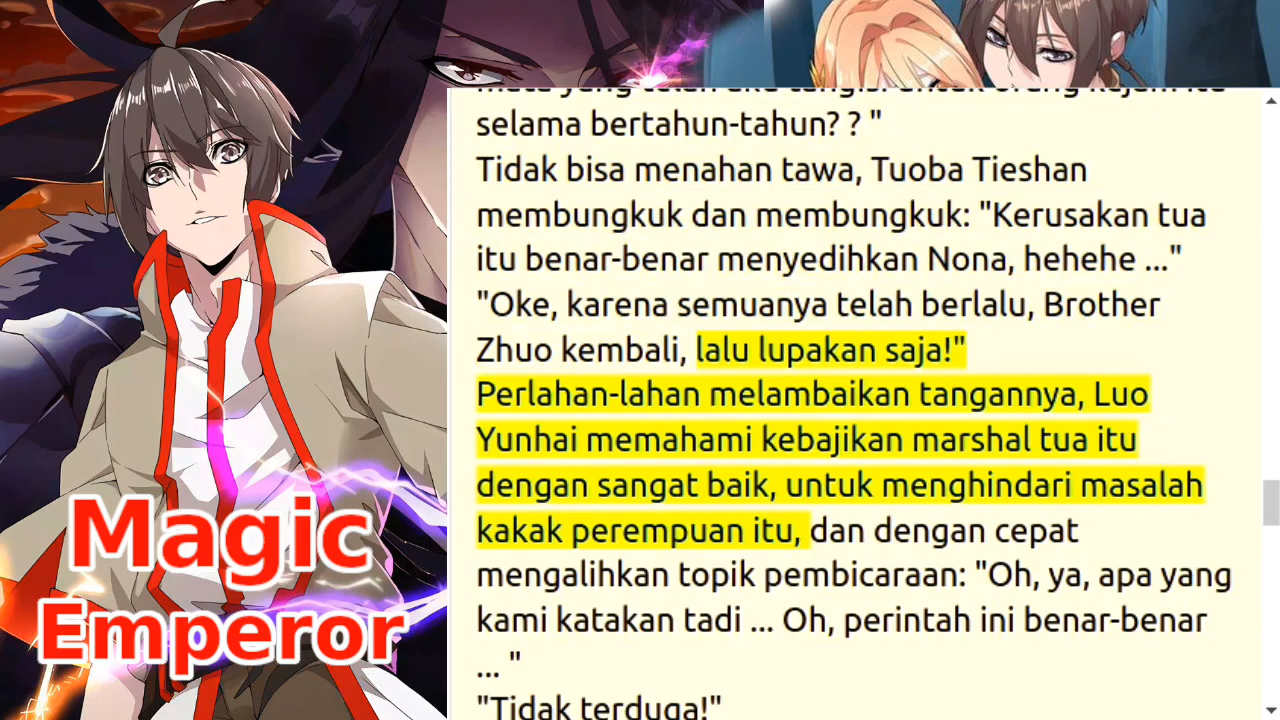 Magic
Emperor
selama bertahun-tahun? ? "
Tidak bisa menahan tawa, Tuoba Tieshan
membungkuk dan membungkuk: "Kerusakan tua
itu benar-benar menyedihkan Nona, hehehe ..."
"Oke, karena semuanya telah berlalu, Brother
Zhuo kembali, lalu lupakan saja!"
Perlahan-lahan melambaikan tangannya, Luo
Yunhai memahami kebajikan marshal tua itu
dengan sangat baik, untuk menghindari masalah
kakak perempuan itu, dan dengan cepat
mengalihkan topik pembicaraan: "Oh, ya, apa yang
kami katakan tadi ... Oh, perintah ini benar-benar
... "
"Tidak terduga!"